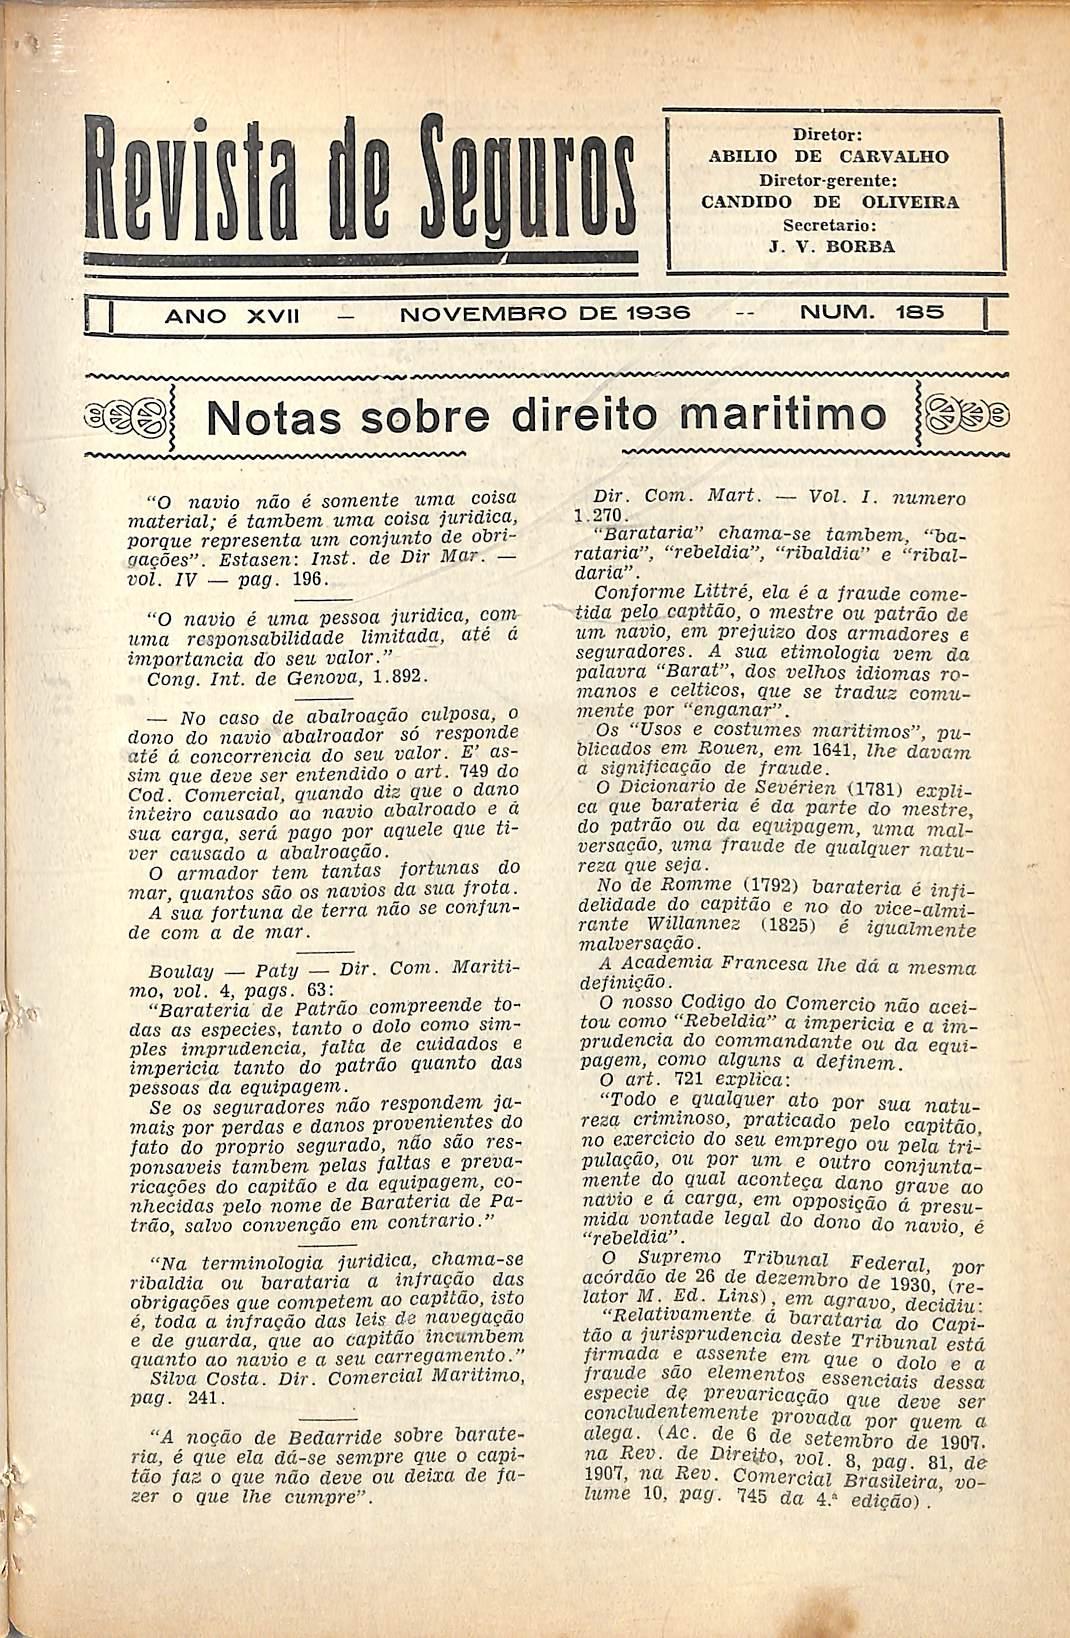 Revista de Seguros
Diretor:
ABILIO DE CARVALHO
Diretor-gerente:
CANDIDO DE OLIVEIRA
Secretario:
J. V. BORBA
ANO XVII — NOVEMBRO DE 1936 -- NUM. 185
Notas sobre direito maritimo
"O navio não é somente uma coisa
material; é tambem uma coisa juridica,
porque representa um conjunto de obri-
gações". Estasen: Inst. de Dir Mar. —
vol. IV — pag. 196.
"O navio é uma pessoa juridica, com
uma responsabilidade limitada, até á
importancia do seu valor."
Cong. Int. de Genova, 1.892.
— No caso de abalroação culposa, o
dono do navio abalroador só responde
até á concorrencia do seu valor. E' as-
sim que deve ser entendido o art. 749 do
Cod. Comercial, quando diz que o dano
inteiro causado ao navio abalroado e á
sua carga, será pago por aquele que ti-
ver causado a abalroação.
O armador tem tantas fortunas do
mar, quantos são os navios da sua frota.
A sua fortuna de terra não se confun-
de com a de mar.
Boulay — Paty — Dir. Com. Mariti-
mo, vol. 4, pags. 63:
"Barateria de Patrão compreende to-
das as especies, tanto o dolo como sim-
ples imprudencia, falta de cuidados e
impericia tanto do patrão quanto das
pessoas da equipagem.
Se os seguradores não respondem ja-
mais por perdas e danos provenientes do
fato do proprio segurado, não são res-
ponsaveis tambem pelas faltas e preva-
ricações do capitão e da equipagem, co-
nhecidas pelo nome de Barateria de Pa-
trão, salvo convenção em contrario."
"Na terminologia juridica, chama-se
ribaldia ou barataria a infração das
obrigações que competem ao capitão, isto
é, toda a infração das leis de navegação
e de guarda, que ao capitão incumbem
quanto ao navio e a seu carregamento."
Silva Costa. Dir. Comercial Maritimo,
pag. 241.
"A noção de Bedarride sobre barate-
ria, é que ela dá-se sempre que o capi-
tão faz o que não deve ou deixa de fa-
zer o que lhe cumpre".
Dir. Com. Mart. — Vol. I. numero
1.270.
"Barataria" chama-se tambem, "ba-
rataria", "rebeldia", "ribaldia" e "ribal-
daria".
Conforme Littré, ela é a fraude come-
tida pelo capitão, o mestre ou patrão de
um navio, em prejuizo dos armadores e
seguradores. A sua etimologia vem da
palavra "Barat", dos velhos idiomas ro-
manos e celticos, que se traduz comu-
mente por "enganar".
Os "Usos e costumes maritimos", pu-
blicados em Rouen, em 1641, lhe davam
a significação de fraude.
O Dicionario de Sevérien (1781) expli-
ca que barateria é da parte do mestre,
do patrão ou da equipagem, uma mal-
versação, uma fraude de qualquer natu-
reza que seja.
No de Romme (1792) barateria é infi-
delidade do capitão e no do vice-almi-
rante Willannez (1825) é igualmente
malversação.
A Academia Francesa lhe dá a mesma
definição.
O nosso Codigo do Comercio não acei-
tou como "Rebeldia" a impericia e a im-
prudencia do commandante ou da equi-
pagem, como alguns a definem.
O art. 721 explica:
"Todo e qualquer ato por sua natu-
reza criminoso, praticado pelo capitão,
no exercicio do seu emprego ou pela tri-
pulação, ou por um e outro conjunta-
mente do qual aconteça dano grave ao
navio e á carga, em opposição á presu-
mida vontade legal do dono do navio, é
"rebeldia".
O Supremo Tribunal Federal, por
acórdão de 26 de dezembro de 1930, (re-
lator M. Ed. Lins), em agravo, decidiu:
"Relativamente á barataria do Capi-
tão a jurisprudencia deste Tribunal está
firmada e assente em que o dolo e a
fraude são elementos essenciais dessa
especie de prevaricação que deve ser
concludentemente provada por quem a
alega. (Ac. de 6 de setembro de 1907.
na Rev. de Direito, vol. 8, pag. 81, de
1907, na Rev. Comercial Brasileira, vo-
lume 10, pag. 745 da 4.ª edição).